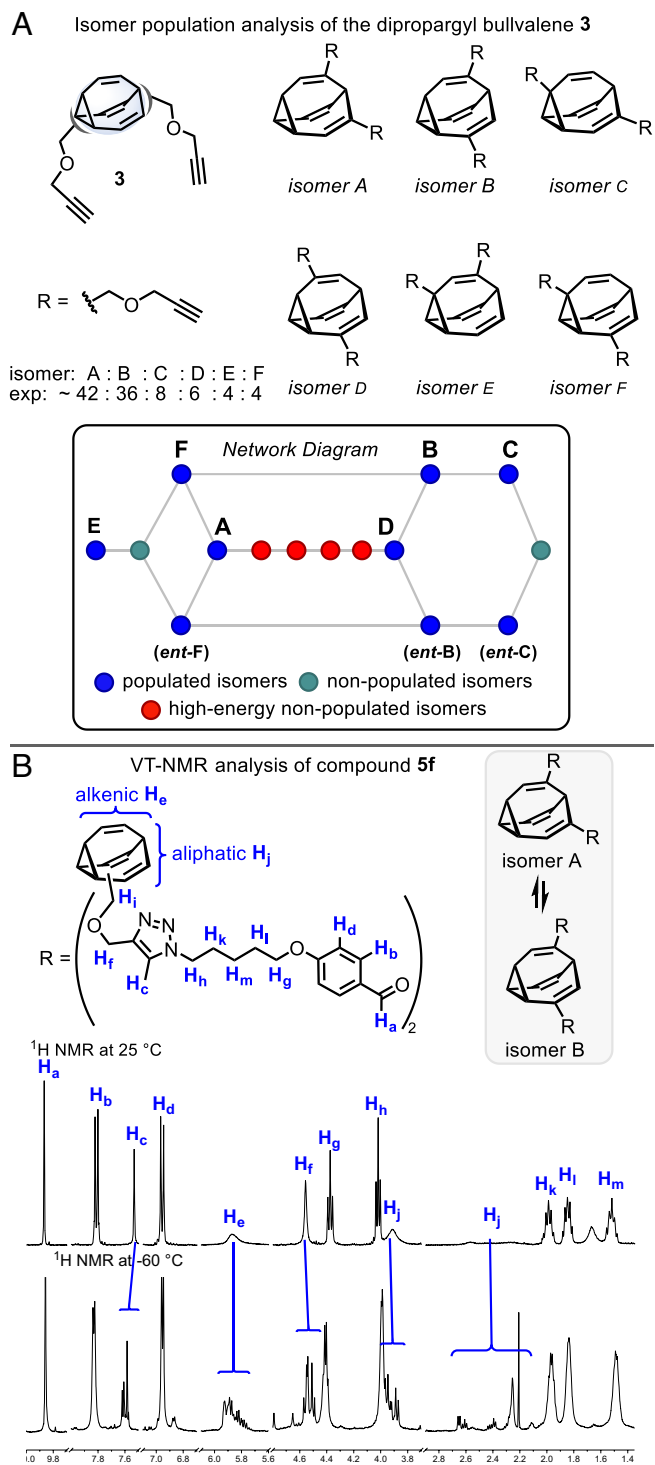 A
Isomer population analysis of the dipropargyl bullvalene 3
R
R
R
O
O
R
R
R
3
isomer A
isomer B
isomer C
R
R
R
R
R = O
R
R
isomer: A : B : C : D : E : F
exp: ~ 42 : 36 : 8 : 6 : 4 : 4
isomer D
isomer E
isomer F
Network Diagram
F
B
C
E
A
D
(ent-F)
(ent-B)
(ent-C)
populated isomers
non-populated isomers
high-energy non-populated isomers
B
VT-NMR analysis of compound 5f
alkenic He
aliphatic Hj
R
R
isomer A
R
R
isomer B
Hi
O
N=N
N
R =
Hf
Hc
Hh
Hk
Hm
Hl
Hg
O
Hd
Hb
O
Ha
2
1H NMR at 25 °C
Ha
Hb
Hc
Hd
He
Hf
Hg
Hh
Hj
Hj
Hk
Hl
Hm
1H NMR at -60 °C
0.0 9.8 7.8 7.6 7.0 6.8 6.0 5.8 5.6 4.6 4.4 4.2 4.0 3.8 2.8 2.6 2.4 2.2 2.0 1.8 1.6 1.4